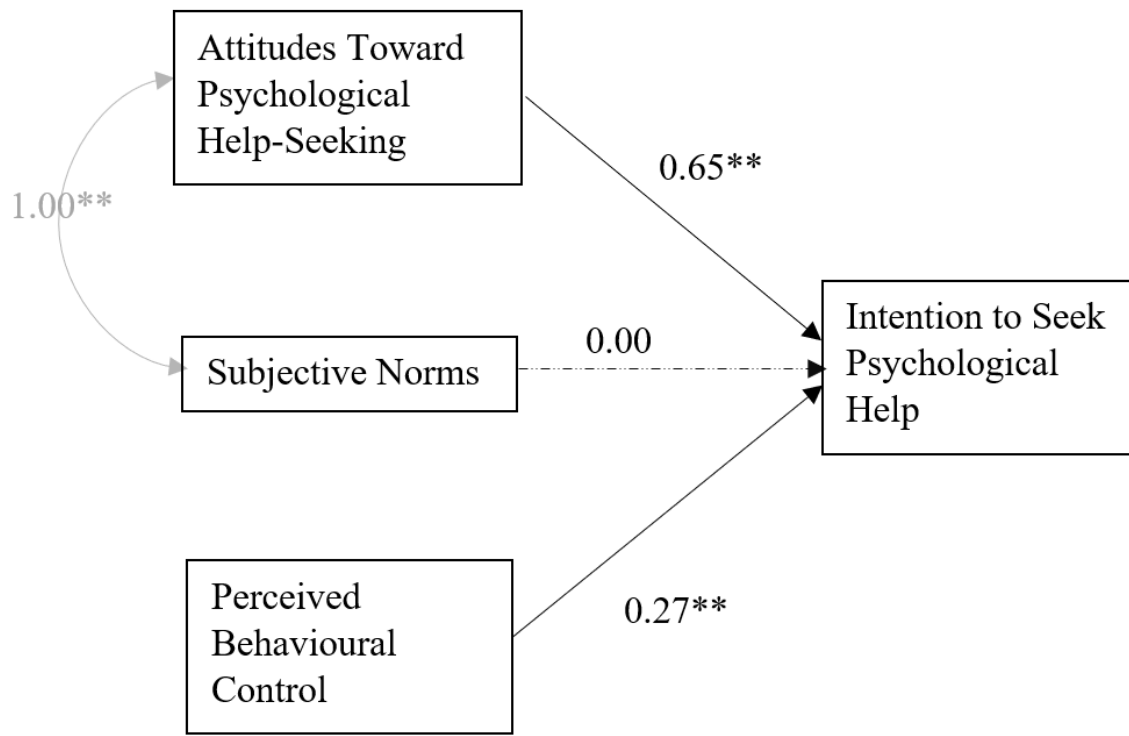 Attitudes Toward
Psychological
Help-Seeking
0.65**
1.00**
Intention to Seek
Psychological
Help
0.00
Subjective Norms
Perceived
Behavioural
Control
0.27**